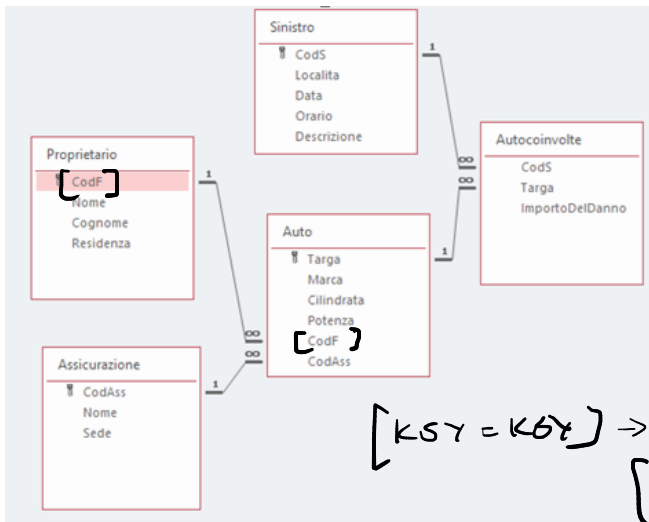 Sinistro
CodS
Localita
Data
Orario
Descrizione
1
Proprietario
[CodF]
Nome
Cognome
Residenza
1
Autocoinvolte
CodS
Targa
ImportoDelDanno
∞
∞
Auto
Targa
Marca
Cilindrata
Potenza
[CodF]
CodAss
1
∞
∞
Assicurazione
CodAss
Nome
Sede
1
[KSY = KGY] →
[